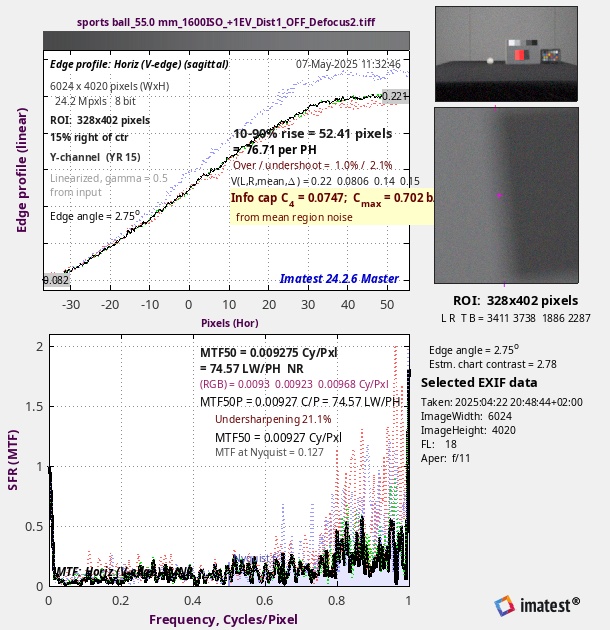 sports ball_55.0 mm_1600ISO_+1EV_Dist1_OFF_Defocus2.tiff
Edge profile: Horiz (V-edge) (sagittal)
07-May-2025 11:32:46
6024 x 4020 pixels (WxH)
24.2 Mpxls 8 bit
ROI: 328x402 pixels
15% right of ctr
Y-channel (YR 15)
Linearized, gamma = 0.5
from input
Edge angle = 2.75°
0.221
10-90% rise = 52.41 pixels
= 76.71 per PH
Over / undershoot = 1.0% / 2.1%
V(L,R,mean,Δ) = 0.22 0.0806 0.14 0.15
Info cap C4 = 0.0747; Cmax = 0.702 b
from mean region noise
0.082
Imatest 24.2.6 Master
Edge profile (linear)
-30 -20 -10 0 10 20 30 40 50
Pixels (Hor)
ROI: 328x402 pixels
L R T B = 3411 3738 1886 2287
Edge angle = 2.75°
Estm. chart contrast = 2.78
Selected EXIF data
Taken: 2025:04:22 20:48:44+02:00
ImageWidth: 6024
ImageHeight: 4020
FL: 18
Aper: f/11
MTF50 = 0.009275 Cy/Pxl
= 74.57 LW/PH NR
(RGB) = 0.0093 0.00923 0.00968 Cy/Pxl
MTF50P = 0.00927 C/P = 74.57 LW/PH
Undersharpening 21.1%
MTF50 = 0.00927 Cy/Pxl
MTF at Nyquist = 0.127
SFR (MTF)
2
1.5
1
0.5
0
Nyquist
MTF: Horiz (V-edge)
0 0.2 0.4 0.6 0.8 1
Frequency, Cycles/Pixel
imatest®